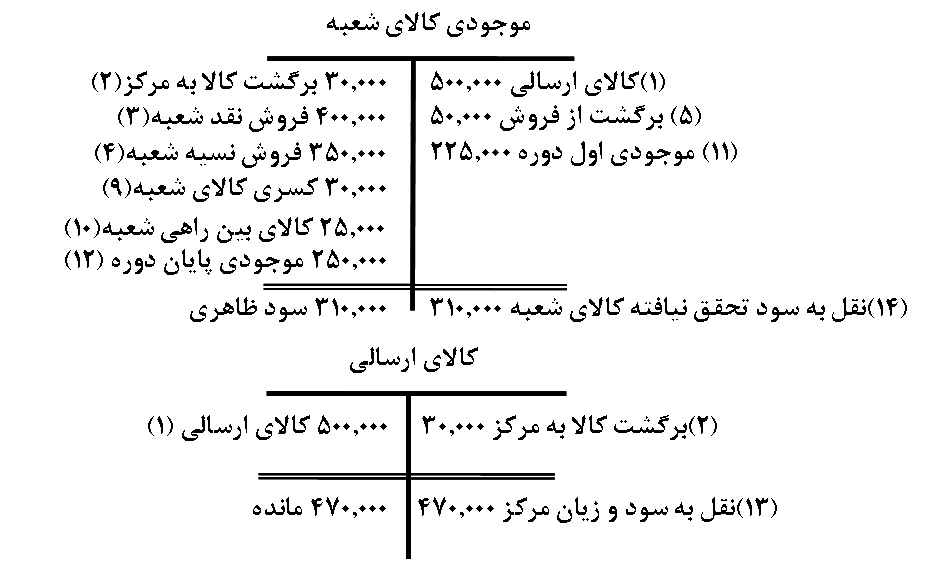 موجودی کالای شعبه
(۱)کالای ارسالی ۵۰۰,۰۰۰ ۳۰,۰۰۰ برگشت کالا به مرکز(۲)
(۵) برگشت از فروش ۵۰,۰۰۰ ۴۰۰,۰۰۰ فروش نقد شعبه(۳)
(۱۱) موجودی اول دوره ۲۲۵,۰۰۰ ۳۵۰,۰۰۰ فروش نسیه شعبه(۴)
۳۰,۰۰۰ کسری کالای شعبه(۹)
۲۵,۰۰۰ کالای بین راهی شعبه(۱۰)
۲۵۰,۰۰۰ موجودی پایان دوره (۱۲)
(۱۴)نقل به سود تحقق نیافته کالای شعبه ۳۱۰,۰۰۰ ۳۱۰,۰۰۰ سود ظاهری
کالای ارسالی
(۲)برگشت کالا به مرکز ۳۰,۰۰۰ ۵۰۰,۰۰۰ کالای ارسالی (۱)
(۱۳)نقل به سود و زیان مرکز ۴۷۰,۰۰۰ ۴۷۰,۰۰۰ مانده